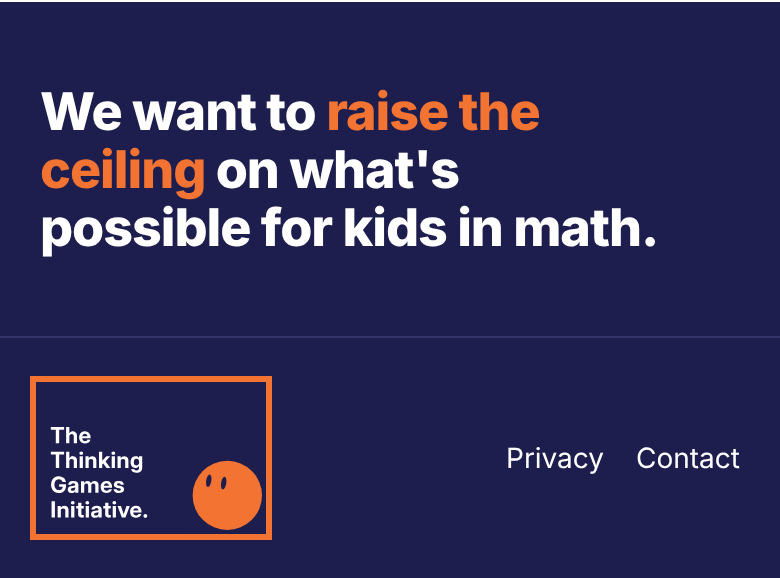 We want to raise the
ceiling on what's
possible for kids in math.
The
Thinking
Games
Initiative.
Privacy Contact